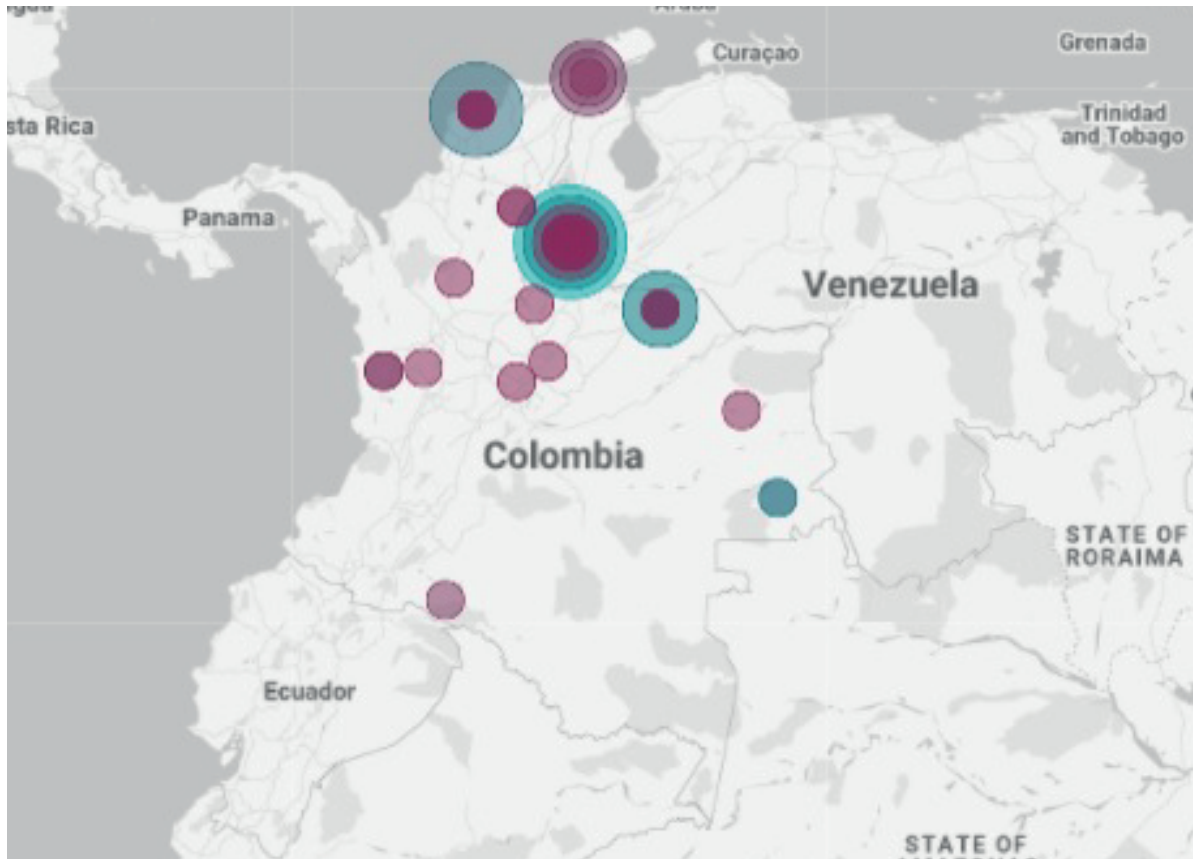 Curaçao
Grenada
sta Rica
Trinidad
and Tobago
Panama
Venezuela
Colombia
STATE OF
RORAIMA
Ecuador
STATE OF